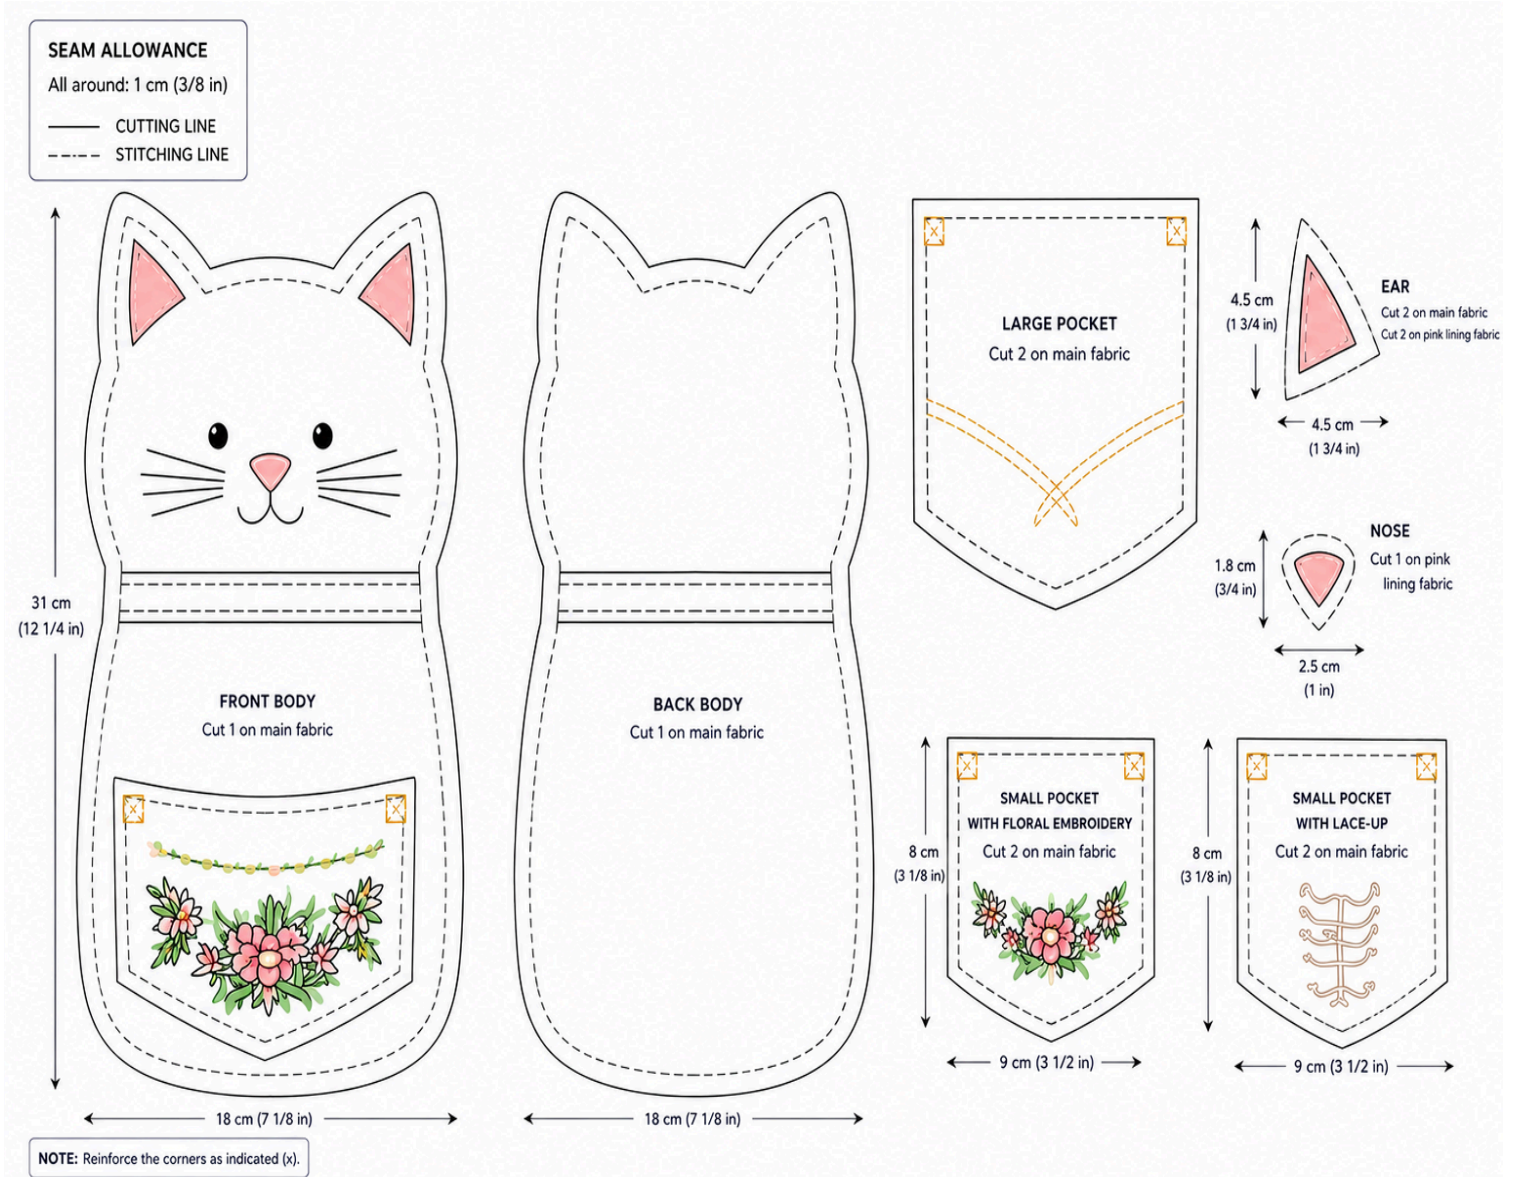 SEAM ALLOWANCE
All around: 1 cm (3/8 in)
CUTTING LINE
STITCHING LINE
31 cm
(12 1/4 in)
FRONT BODY
Cut 1 on main fabric
x
x
18 cm (7 1/8 in)
BACK BODY
Cut 1 on main fabric
18 cm (7 1/8 in)
x
x
LARGE POCKET
Cut 2 on main fabric
4.5 cm
(1 3/4 in)
EAR
Cut 2 on main fabric
Cut 2 on pink lining fabric
4.5 cm
(1 3/4 in)
NOSE
Cut 1 on pink
lining fabric
1.8 cm
(3/4 in)
2.5 cm
(1 in)
x
x
SMALL POCKET
WITH FLORAL EMBROIDERY
Cut 2 on main fabric
8 cm
(3 1/8 in)
9 cm (3 1/2 in)
x
x
SMALL POCKET
WITH LACE-UP
Cut 2 on main fabric
8 cm
(3 1/8 in)
9 cm (3 1/2 in)
NOTE: Reinforce the corners as indicated (x).